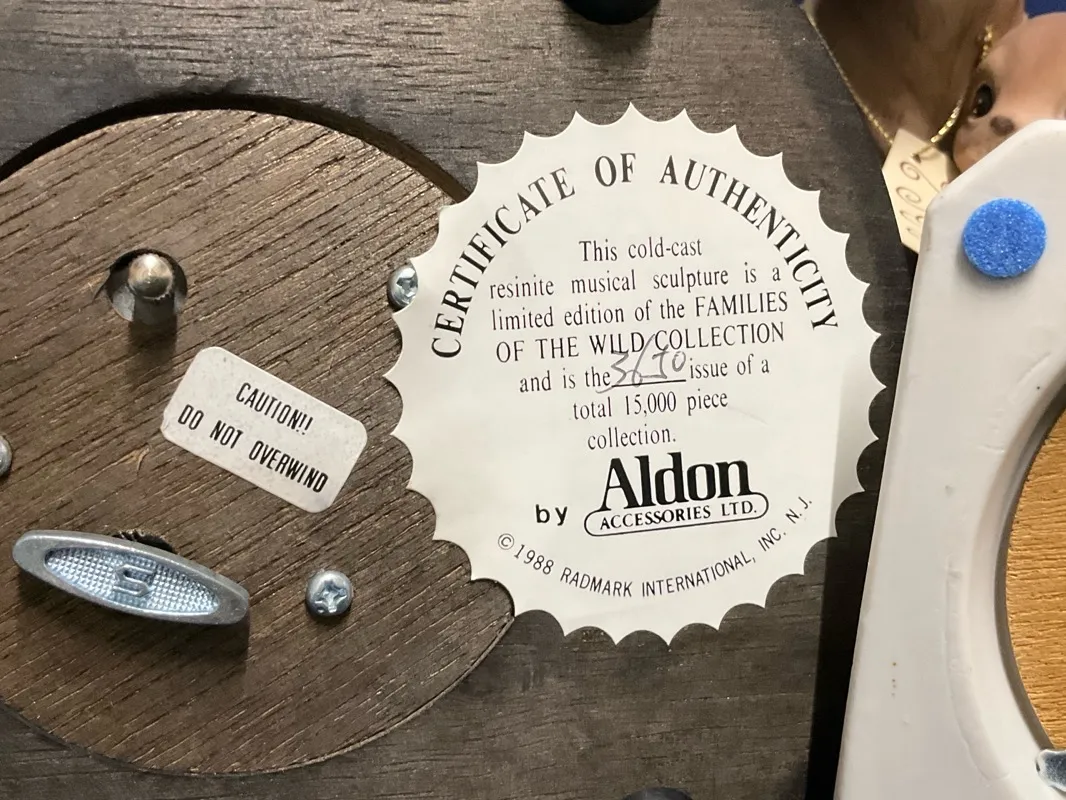 CERTIFICATE OF AUTHENTICITY
This cold-cast
resinite musical sculpture is a
limited edition of the FAMILIES
OF THE WILD COLLECTION
and is the 3670 issue of a
total 15,000 piece
collection.
by Aldon
ACCESSORIES LTD.
© 1988 RADMARK INTERNATIONAL, INC. N.J.
CAUTION!!
DO NOT OVERWIND